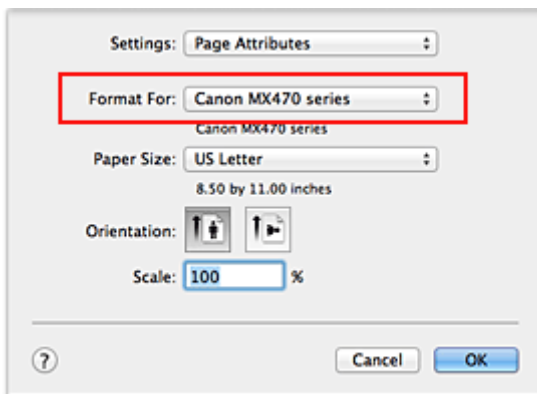 Settings: Page Attributes
Format For: Canon MX470 series
Canon MX470 series
Paper Size: US Letter
8.50 by 11.00 inches
Orientation:
Scale: 100 %
? Cancel OK